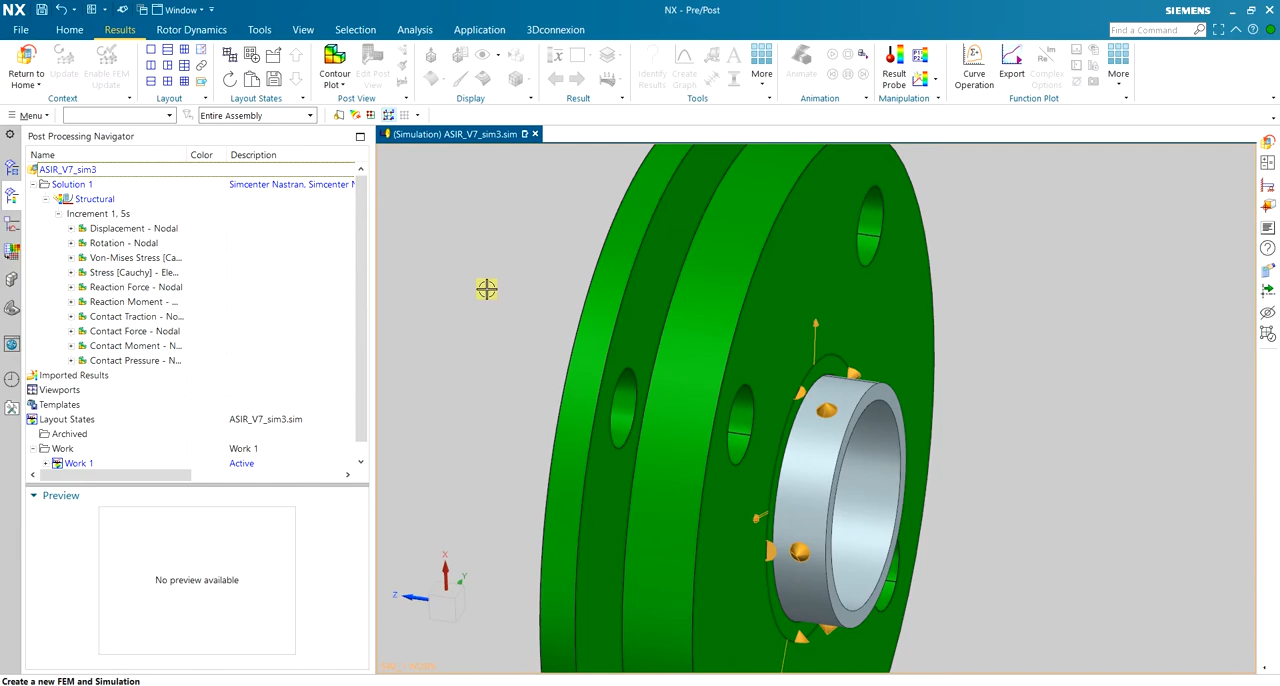 NX
Window
NX - Pre/Post
SIEMENS
File
Home
Results
Rotor Dynamics
Tools
View
Selection
Analysis
Application
3Dconnexion
Find a Command
Return to
Home
Update
Enable FEM
Update
Context
Layout
Layout States
Contour
Plot
Edit Post
View
Post View
Display
Result
Identify
Results
Create
Graph
More
Tools
Animate
Animation
Result
Probe
Manipulation
Curve
Operation
Export
Complex
Options
More
Function Plot
Menu
Entire Assembly
Post Processing Navigator
(Simulation) ASIR_V7_sim3.sim
Name Color Description
ASIR_V7_sim3
Solution 1 Simcenter Nastran, Simcenter N
Structural
Increment 1, 5s
Displacement - Nodal
Rotation - Nodal
Von-Mises Stress [Ca...
Stress [Cauchy] - Ele...
Reaction Force - Nodal
Reaction Moment - ...
Contact Traction - No...
Contact Force - Nodal
Contact Moment - N...
Contact Pressure - N...
Imported Results
Viewports
Templates
Layout States ASIR_V7_sim3.sim
Archived
Work Work 1
Work 1 Active
Preview
No preview available
X
Y
Z
Create a new FEM and Simulation